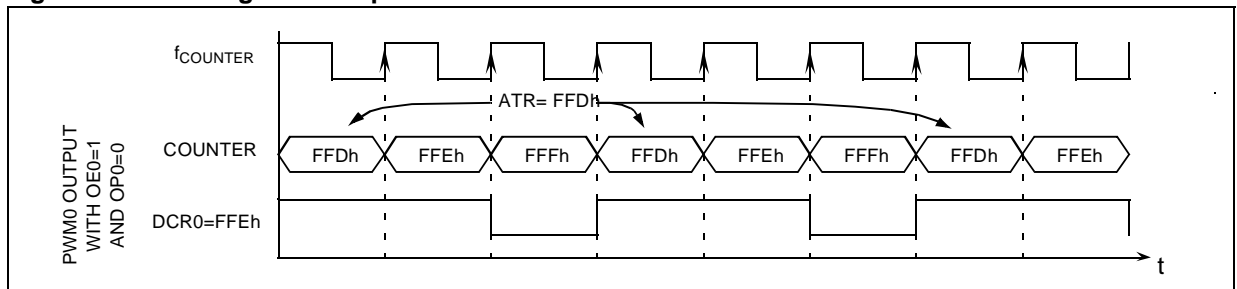 fCOUNTER
ATR= FFDh
COUNTER
FFDh FFEh FFFh FFDh FFEh FFFh FFDh FFEh
DCR0=FFEh
PWM0 OUTPUT
WITH OE0=1
AND OP0=0
t